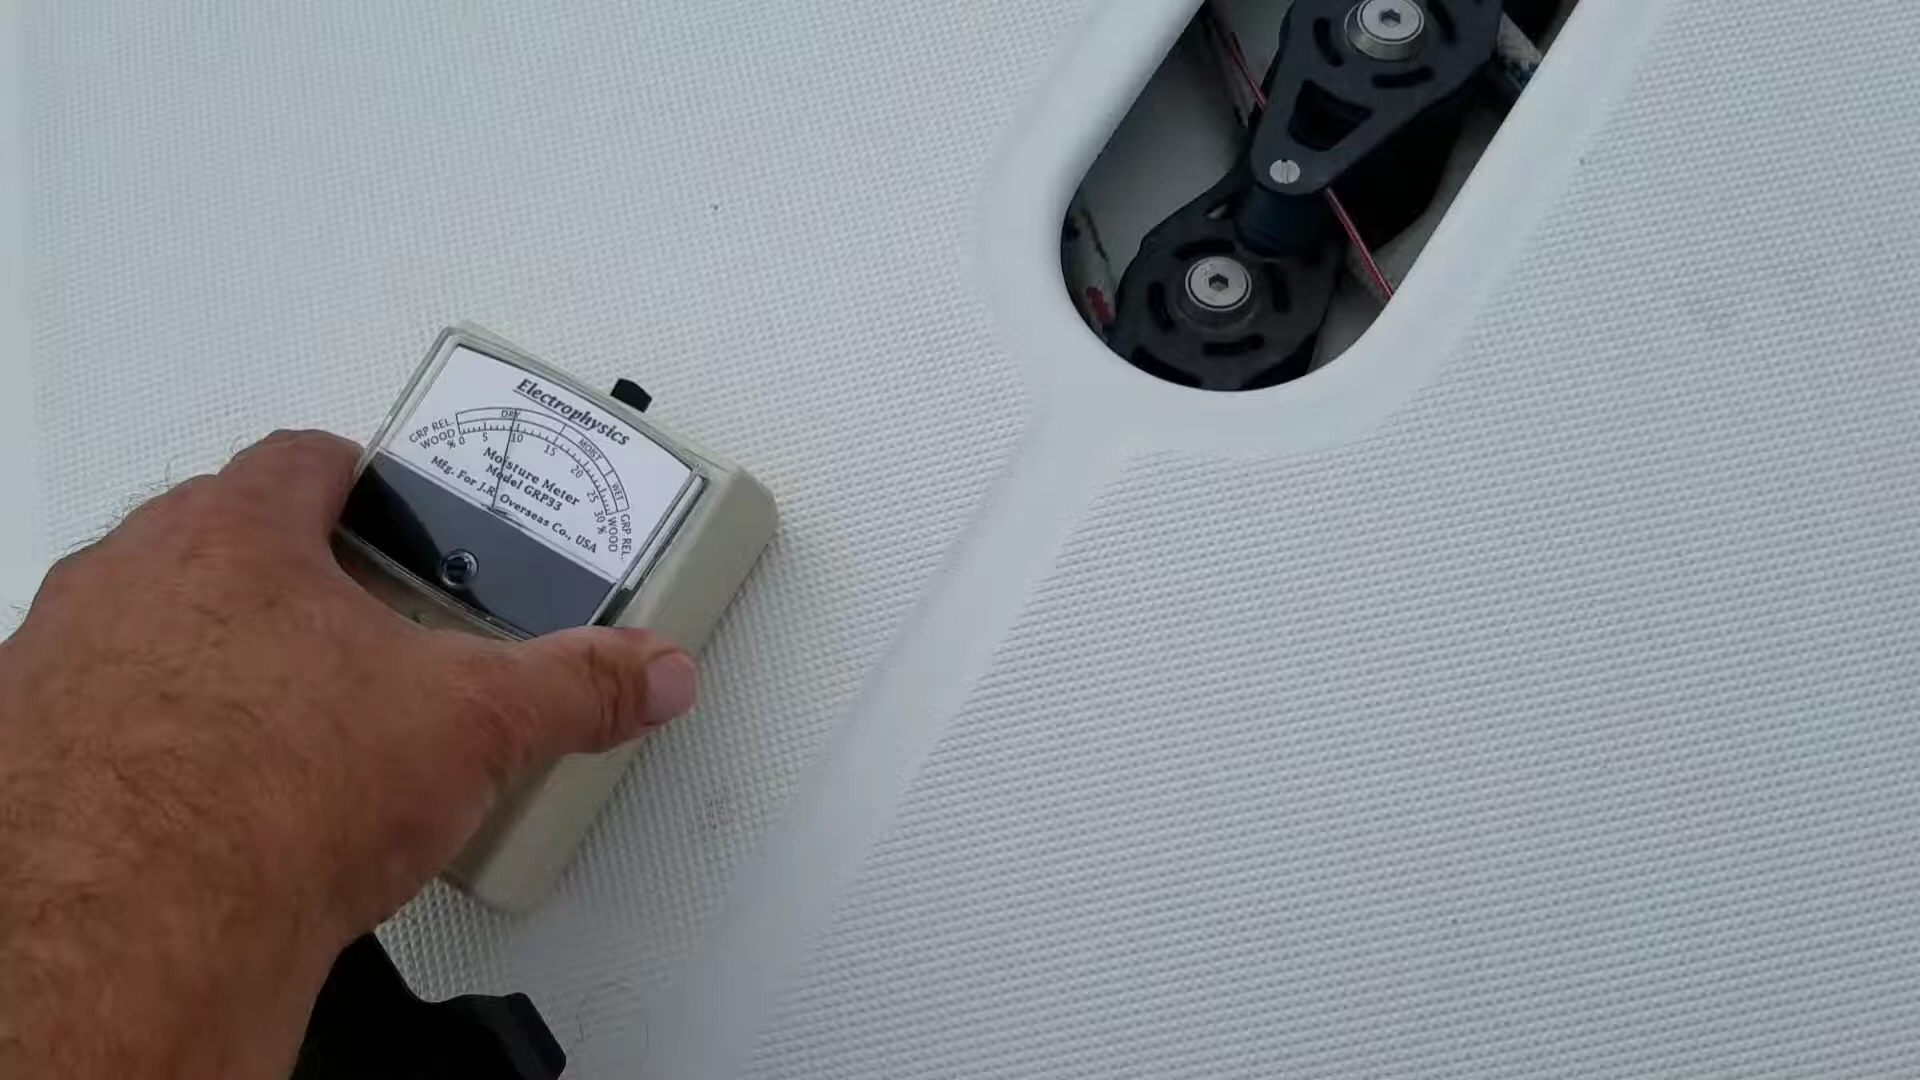 Electrophysics
DRY
MOIST
WET
GRP REL.
GRP REL.
WOOD
WOOD
% 0 5 10 15 20 25 30 %
Moisture Meter
Model GRP33
Mfg. For J.R. Overseas Co., USA